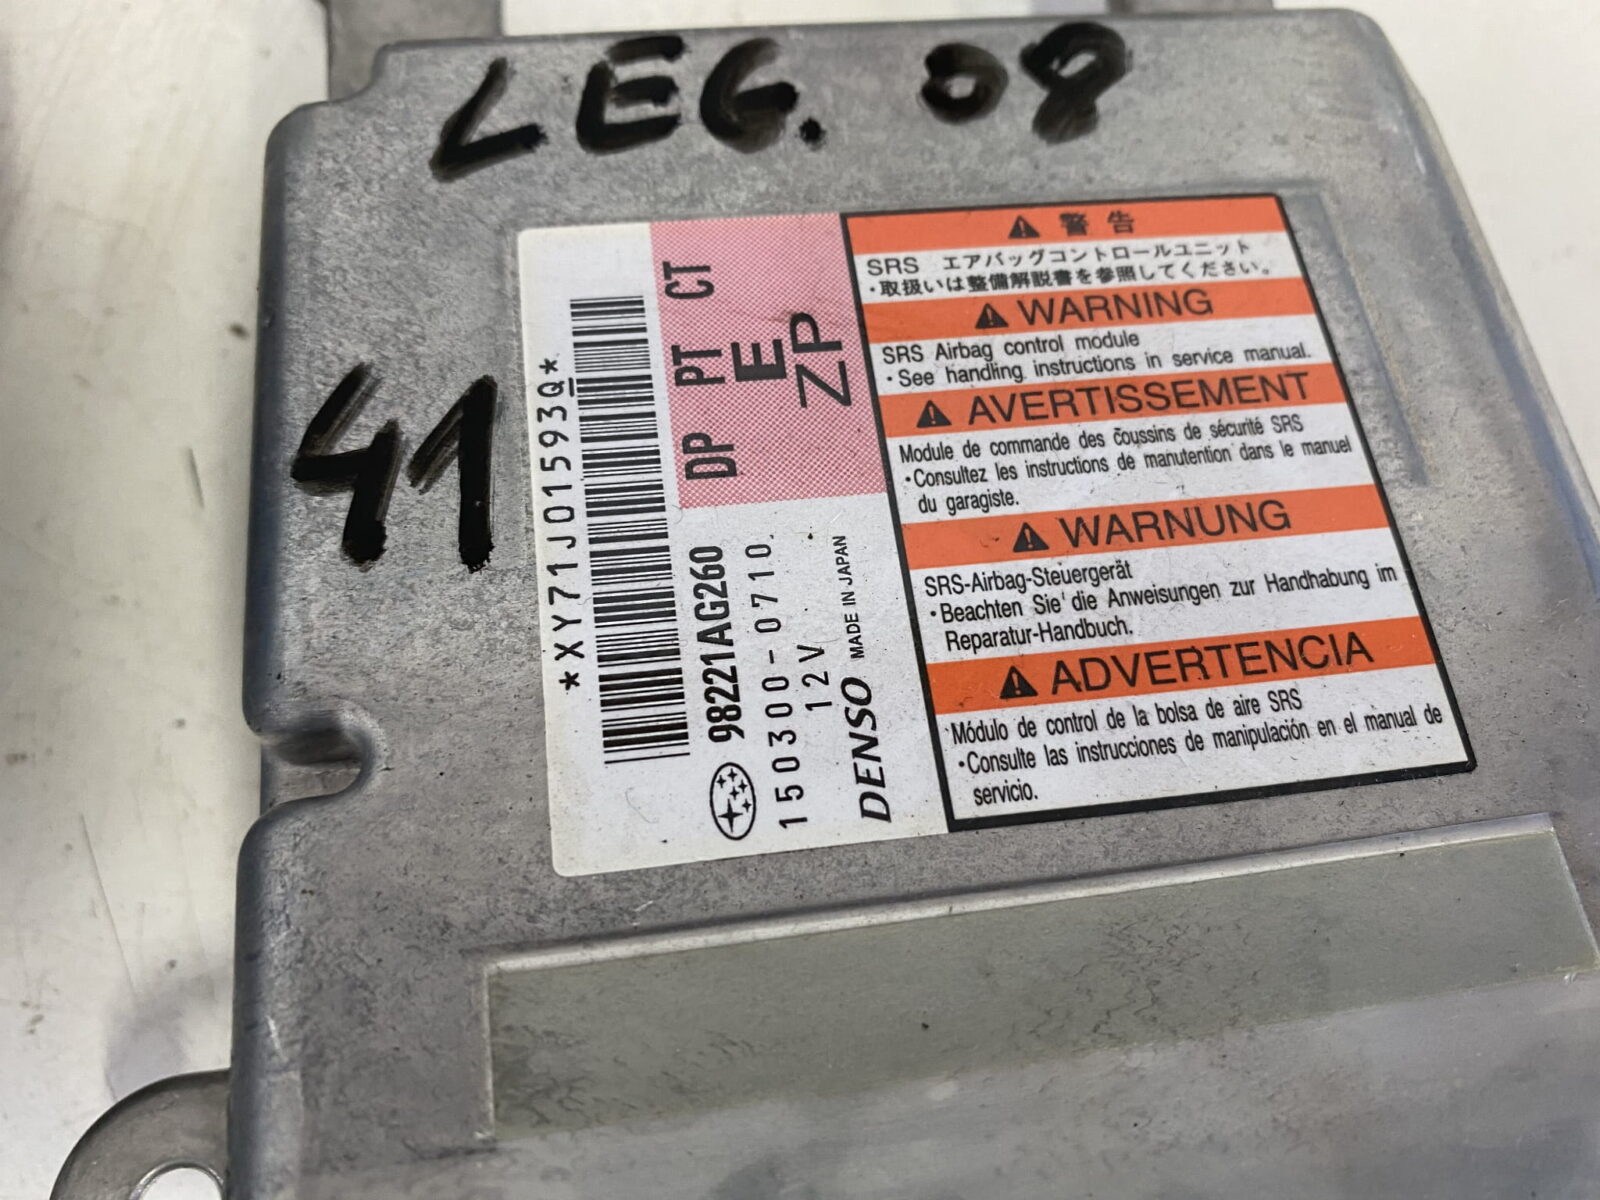 LEG. 08
41
*XY71J01593Q*
DP PT CT
E
ZP
98221AG260
150300-0710
12V
DENSO MADE IN JAPAN
警告
SRS エアバッグコントロールユニット
・取扱いは整備解説書を参照してください。
WARNING
SRS Airbag control module
・See handling instructions in service manual.
AVERTISSEMENT
Module de commande des coussins de sécurité SRS
・Consultez les instructions de manutention dans le manuel
du garagiste.
WARNUNG
SRS-Airbag-Steuergerät
・Beachten Sie die Anweisungen zur Handhabung im
Reparatur-Handbuch.
ADVERTENCIA
Módulo de control de la bolsa de aire SRS
・Consulte las instrucciones de manipulación en el manual de
servicio.